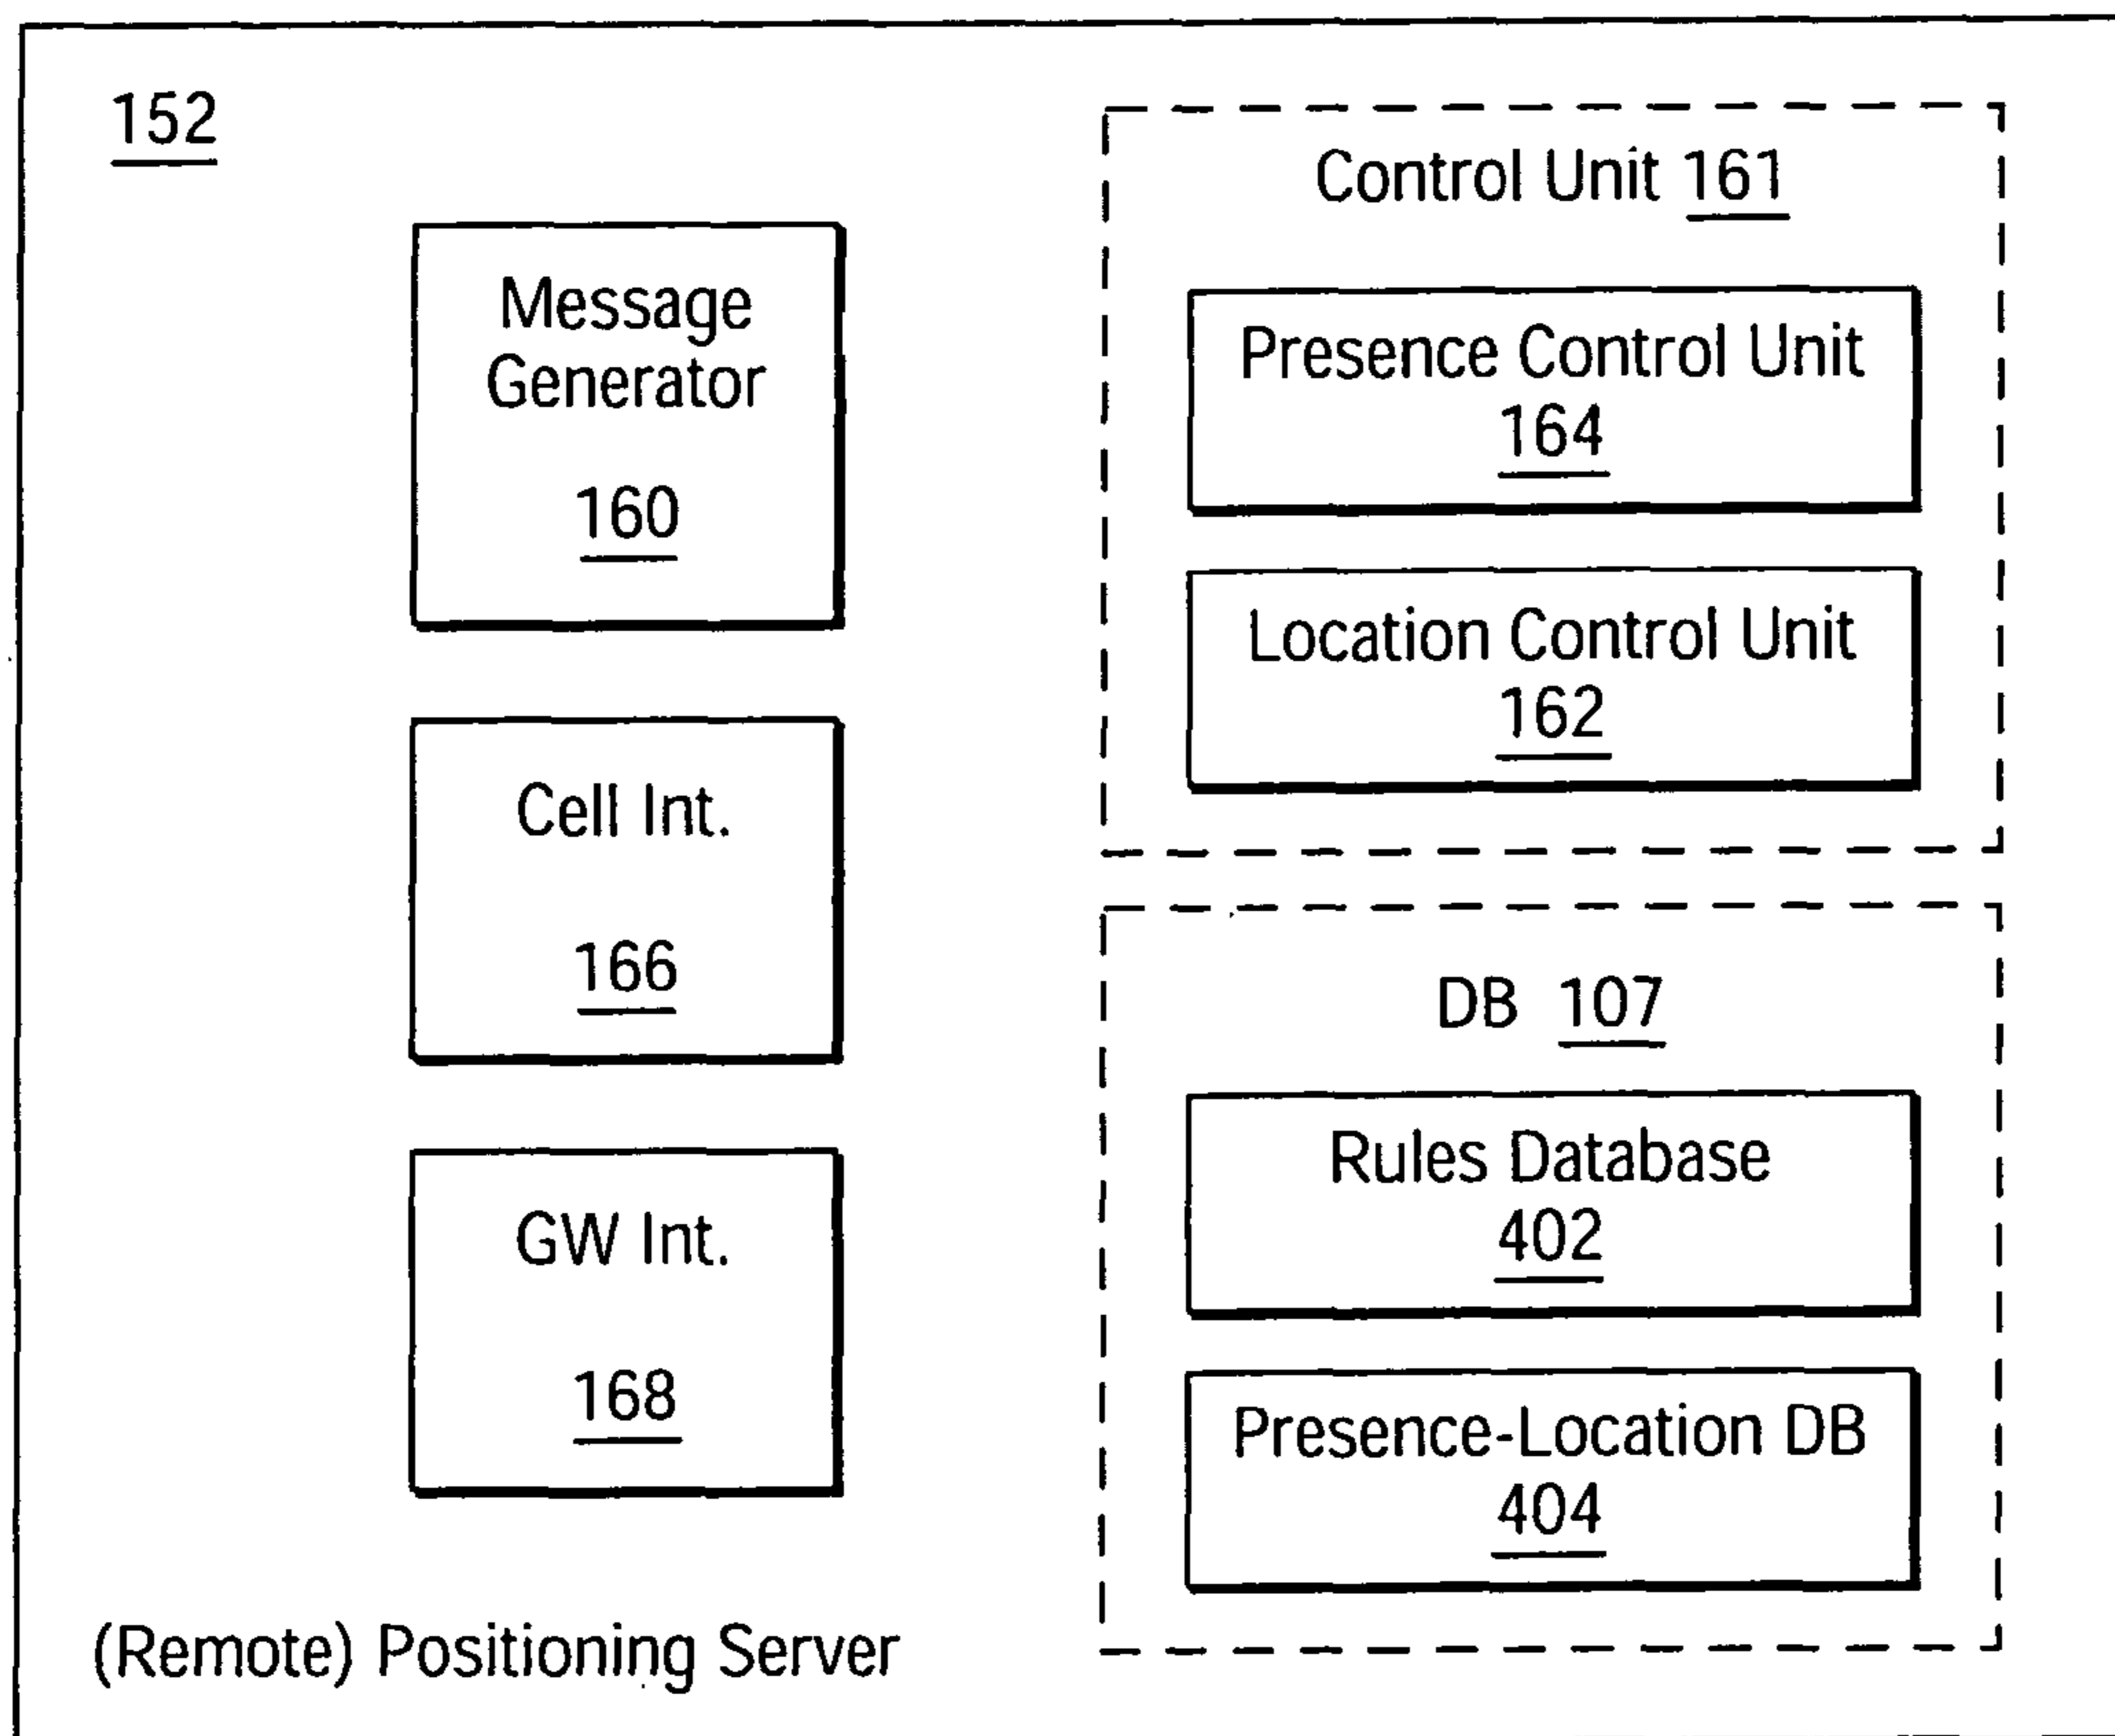 152
Message
Generator
160
Cell Int.
166
GW Int.
168
(Remote) Positioning Server
Control Unit 161
Presence Control Unit
164
Location Control Unit
162
DB 107
Rules Database
402
Presence-Location DB
404